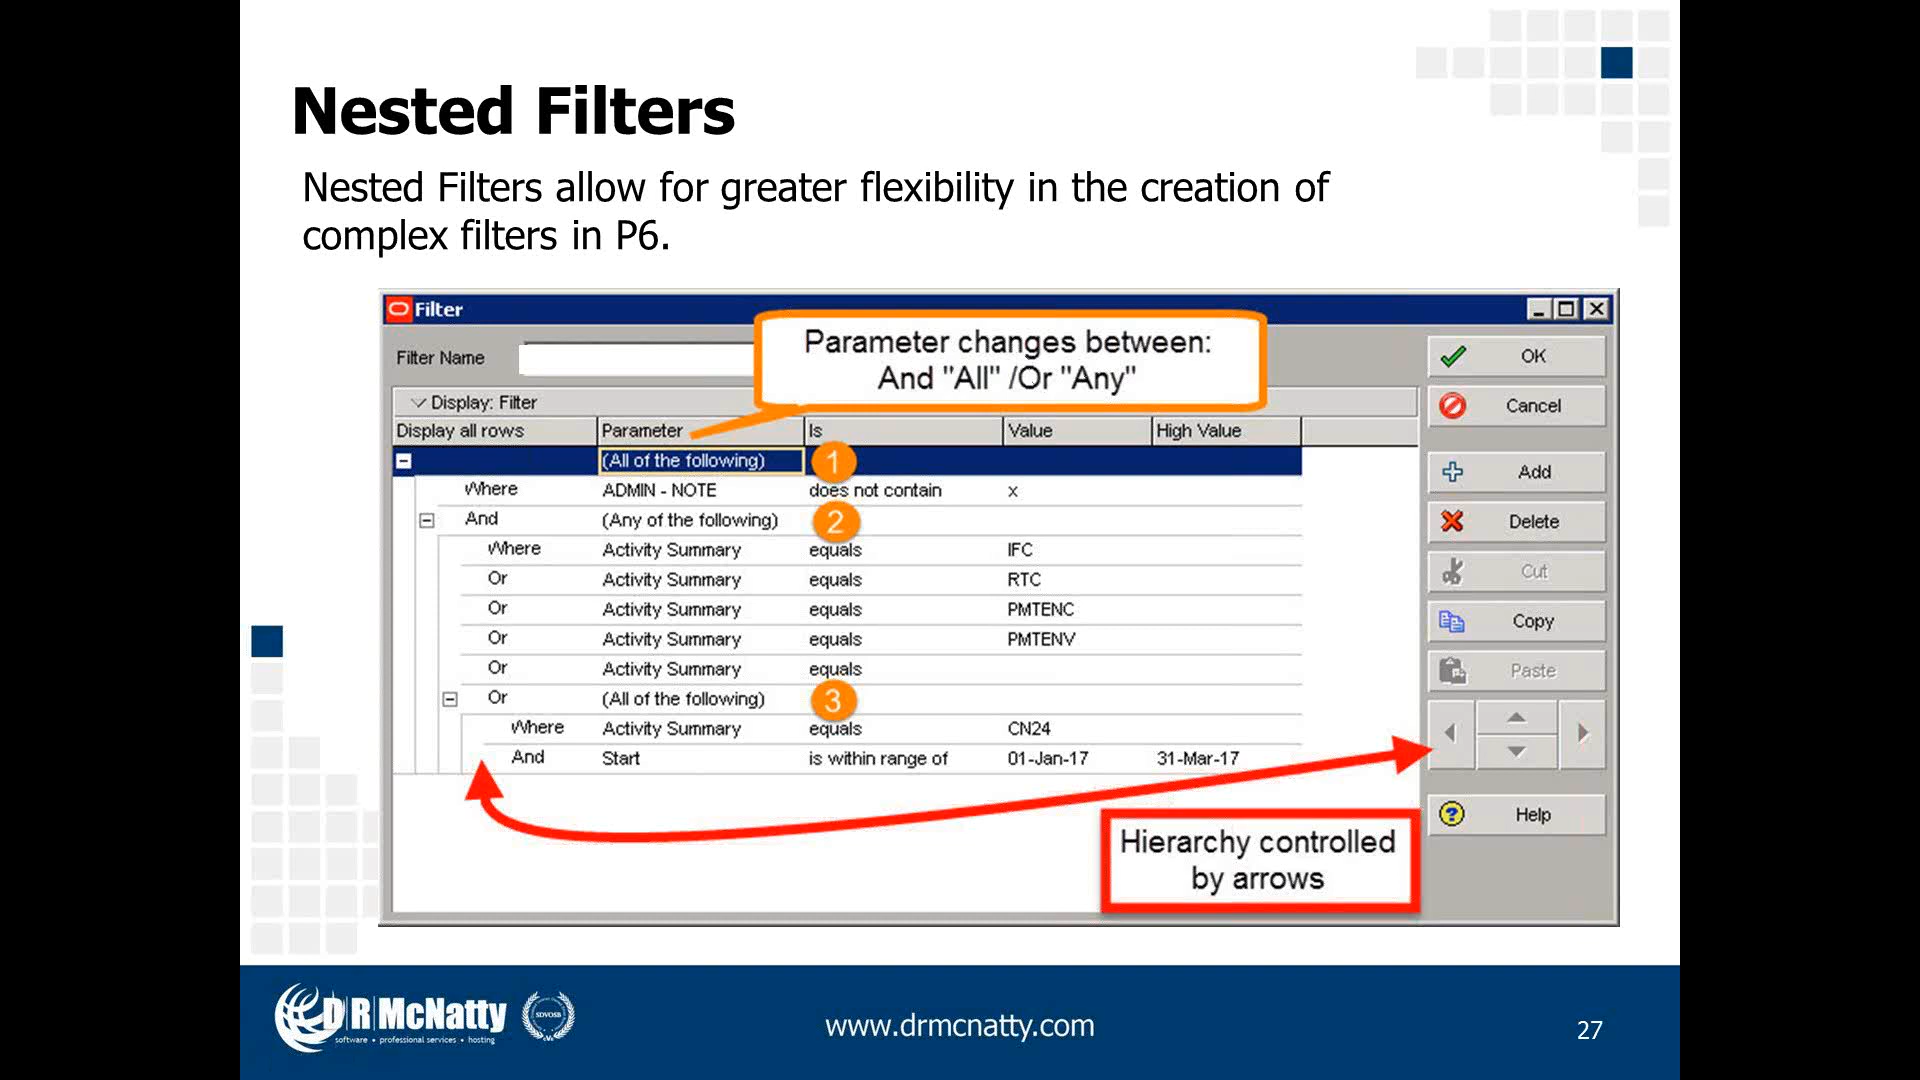 Nested Filters
Nested Filters allow for greater flexibility in the creation of
complex filters in P6.
Filter
Parameter changes between:
And "All" /Or "Any"
Filter Name
OK
Display: Filter
Cancel
Display all rows Parameter Is Value High Value
(All of the following) 1
Add
Where ADMIN - NOTE does not contain x
And (Any of the following) 2
Delete
Where Activity Summary equals IFC
Or Activity Summary equals RTC
Cut
Or Activity Summary equals PMTENC
Copy
Or Activity Summary equals PMTENV
Or Activity Summary equals
Paste
Or (All of the following) 3
Where Activity Summary equals CN24
And Start is within range of 01-Jan-17 31-Mar-17
Help
Hierarchy controlled
by arrows
D|R|McNatty
software • professional services • hosting
SDVOSB
www.drmcnatty.com
27